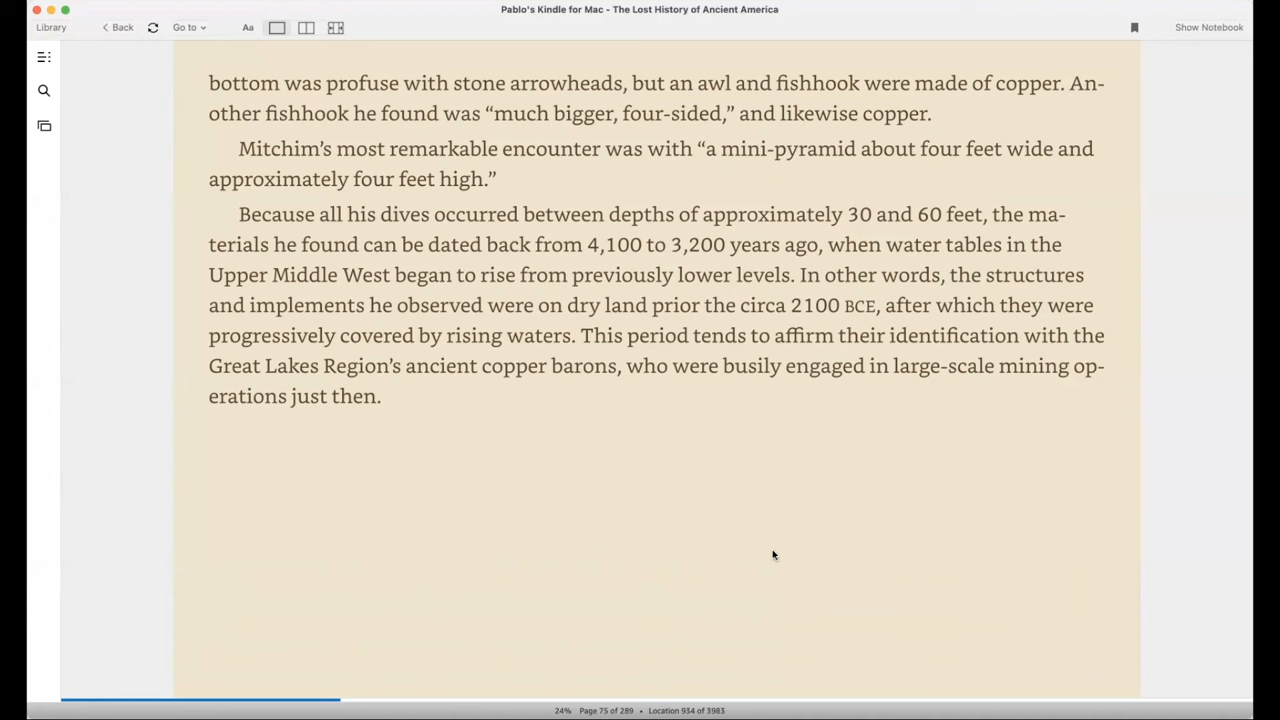 Pablo's Kindle for Mac - The Lost History of Ancient America
Library Back Go to Aa Show Notebook
bottom was profuse with stone arrowheads, but an awl and fishhook were made of copper. An-
other fishhook he found was “much bigger, four-sided,” and likewise copper.
Mitchim’s most remarkable encounter was with “a mini-pyramid about four feet wide and
approximately four feet high.”
Because all his dives occurred between depths of approximately 30 and 60 feet, the ma-
terials he found can be dated back from 4,100 to 3,200 years ago, when water tables in the
Upper Middle West began to rise from previously lower levels. In other words, the structures
and implements he observed were on dry land prior the circa 2100 BCE, after which they were
progressively covered by rising waters. This period tends to affirm their identification with the
Great Lakes Region’s ancient copper barons, who were busily engaged in large-scale mining op-
erations just then.
24% Page 75 of 289 • Location 934 of 3983